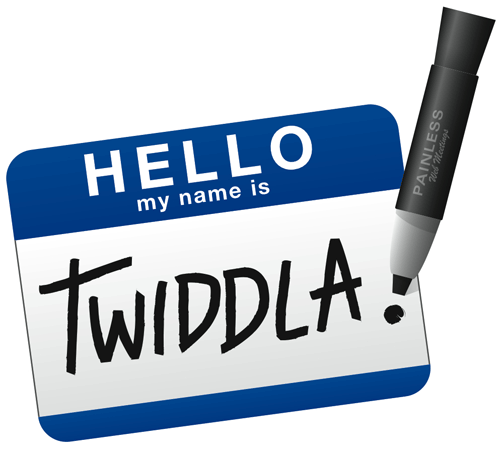 HELLO
my name is
TWIDDLA!
PAINLESS
Web Meetings